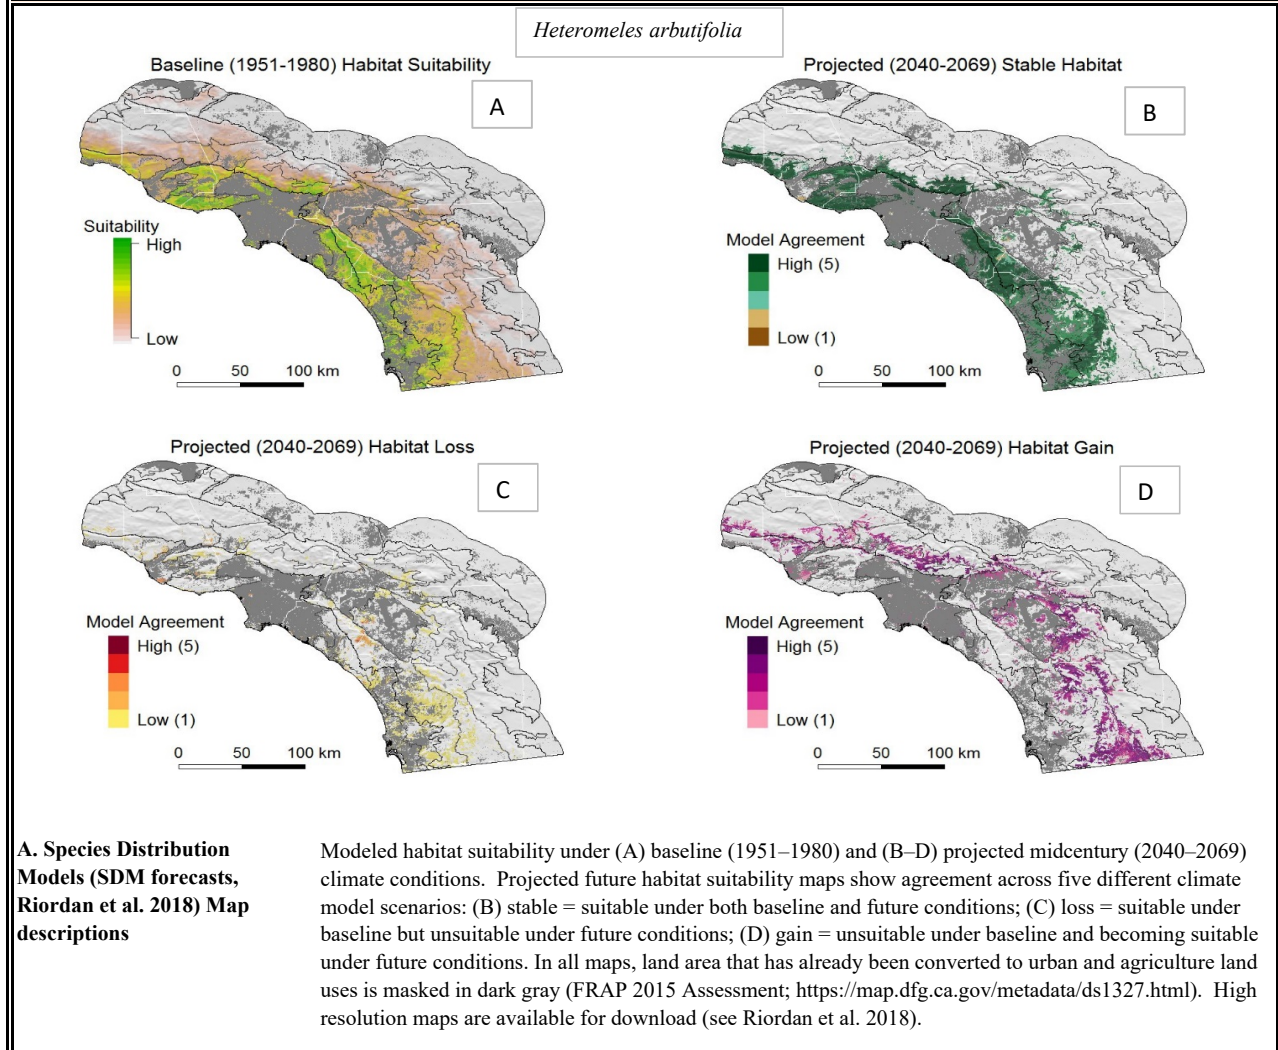 Heteromeles arbutifolia
Baseline (1951-1980) Habitat Suitability
A
Suitability
High
Low
0 50 100 km
Projected (2040-2069) Stable Habitat
B
Model Agreement
High (5)
Low (1)
0 50 100 km
Projected (2040-2069) Habitat Loss
C
Model Agreement
High (5)
Low (1)
0 50 100 km
Projected (2040-2069) Habitat Gain
D
Model Agreement
High (5)
Low (1)
0 50 100 km
A. Species Distribution
Models (SDM forecasts,
Riordan et al. 2018) Map
descriptions
Modeled habitat suitability under (A) baseline (1951–1980) and (B–D) projected midcentury (2040–2069)
climate conditions.  Projected future habitat suitability maps show agreement across five different climate
model scenarios: (B) stable = suitable under both baseline and future conditions; (C) loss = suitable under
baseline but unsuitable under future conditions; (D) gain = unsuitable under baseline and becoming suitable
under future conditions. In all maps, land area that has already been converted to urban and agriculture land
uses is masked in dark gray (FRAP 2015 Assessment; https://map.dfg.ca.gov/metadata/ds1327.html).  High
resolution maps are available for download (see Riordan et al. 2018).